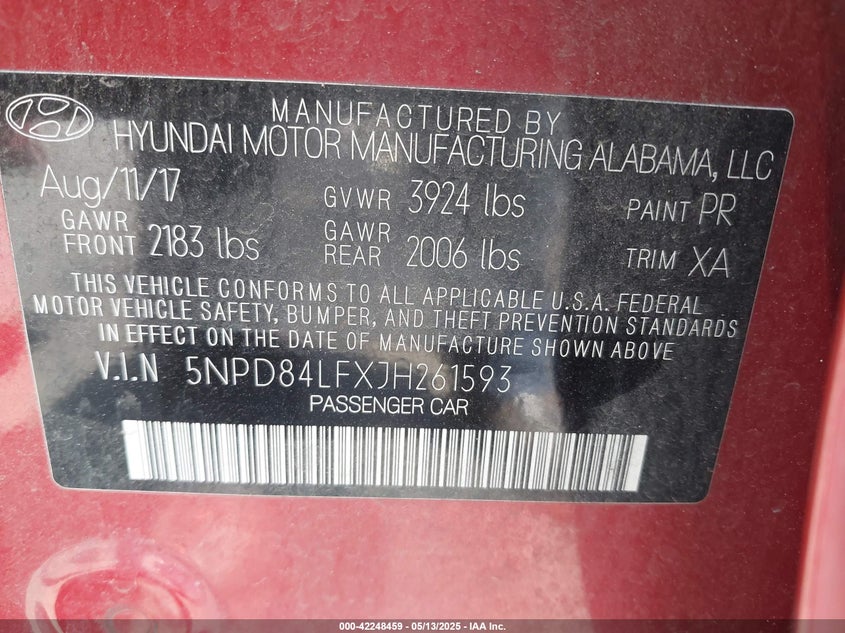 MANUFACTURED BY
HYUNDAI MOTOR MANUFACTURING ALABAMA, LLC
Aug/11/17 GVWR 3924 lbs PAINT PR
GAWR FRONT 2183 lbs GAWR REAR 2006 lbs TRIM XA
THIS VEHICLE CONFORMS TO ALL APPLICABLE U.S.A. FEDERAL
MOTOR VEHICLE SAFETY, BUMPER, AND THEFT PREVENTION STANDARDS
IN EFFECT ON THE DATE OF MANUFACTURE SHOWN ABOVE
V.I.N 5NPD84LFXJH261593
PASSENGER CAR
000-42248459 — 05/13/2025 — IAA Inc.